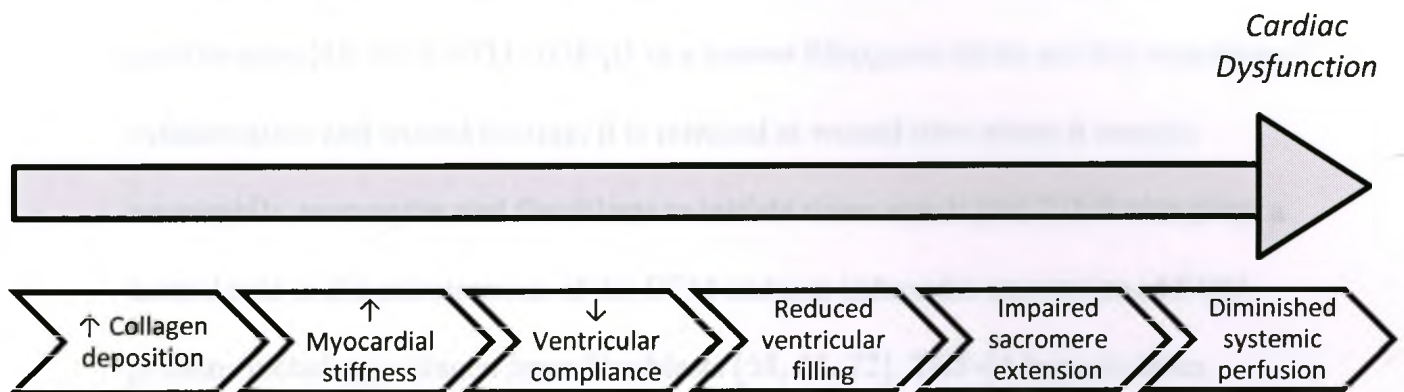 Cardiac
Dysfunction
↑ Collagen
deposition
↑
Myocardial
stiffness
↓
Ventricular
compliance
Reduced
ventricular
filling
Impaired
sacromere
extension
Diminished
systemic
perfusion